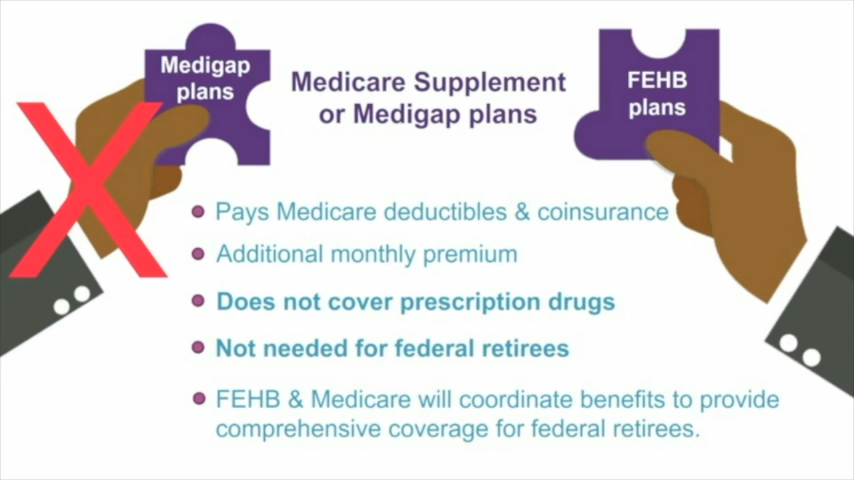 Medigap
plans
Medicare Supplement
or Medigap plans
FEHB
plans
Pays Medicare deductibles & coinsurance
Additional monthly premium
Does not cover prescription drugs
Not needed for federal retirees
FEHB & Medicare will coordinate benefits to provide
comprehensive coverage for federal retirees.